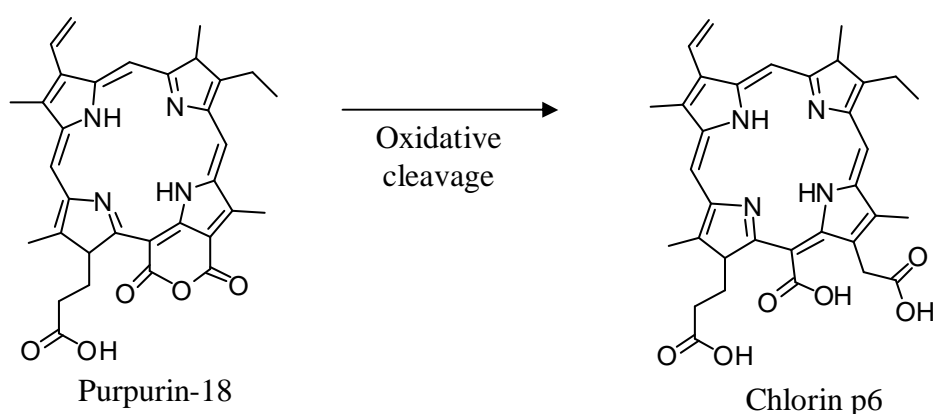 NH
N
N
HN
O
O
O
O
OH
Purpurin-18
Oxidative
cleavage
NH
N
N
HN
O
OH
O
OH
O
OH
Chlorin p6